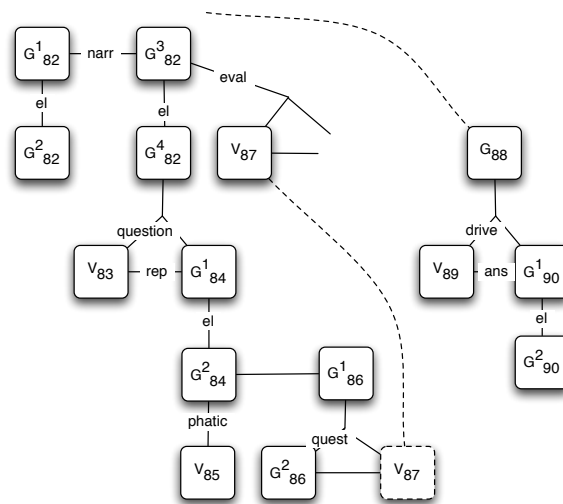 G¹₈₂ narr G³₈₂
eval
el el
G²₈₂ G⁴₈₂ V₈₇ G₈₈
question drive
V₈₃ rep G¹₈₄ V₈₉ ans G¹₉₀
el el
G²₈₄ G¹₈₆ G²₉₀
phatic quest
V₈₅ G²₈₆ V₈₇